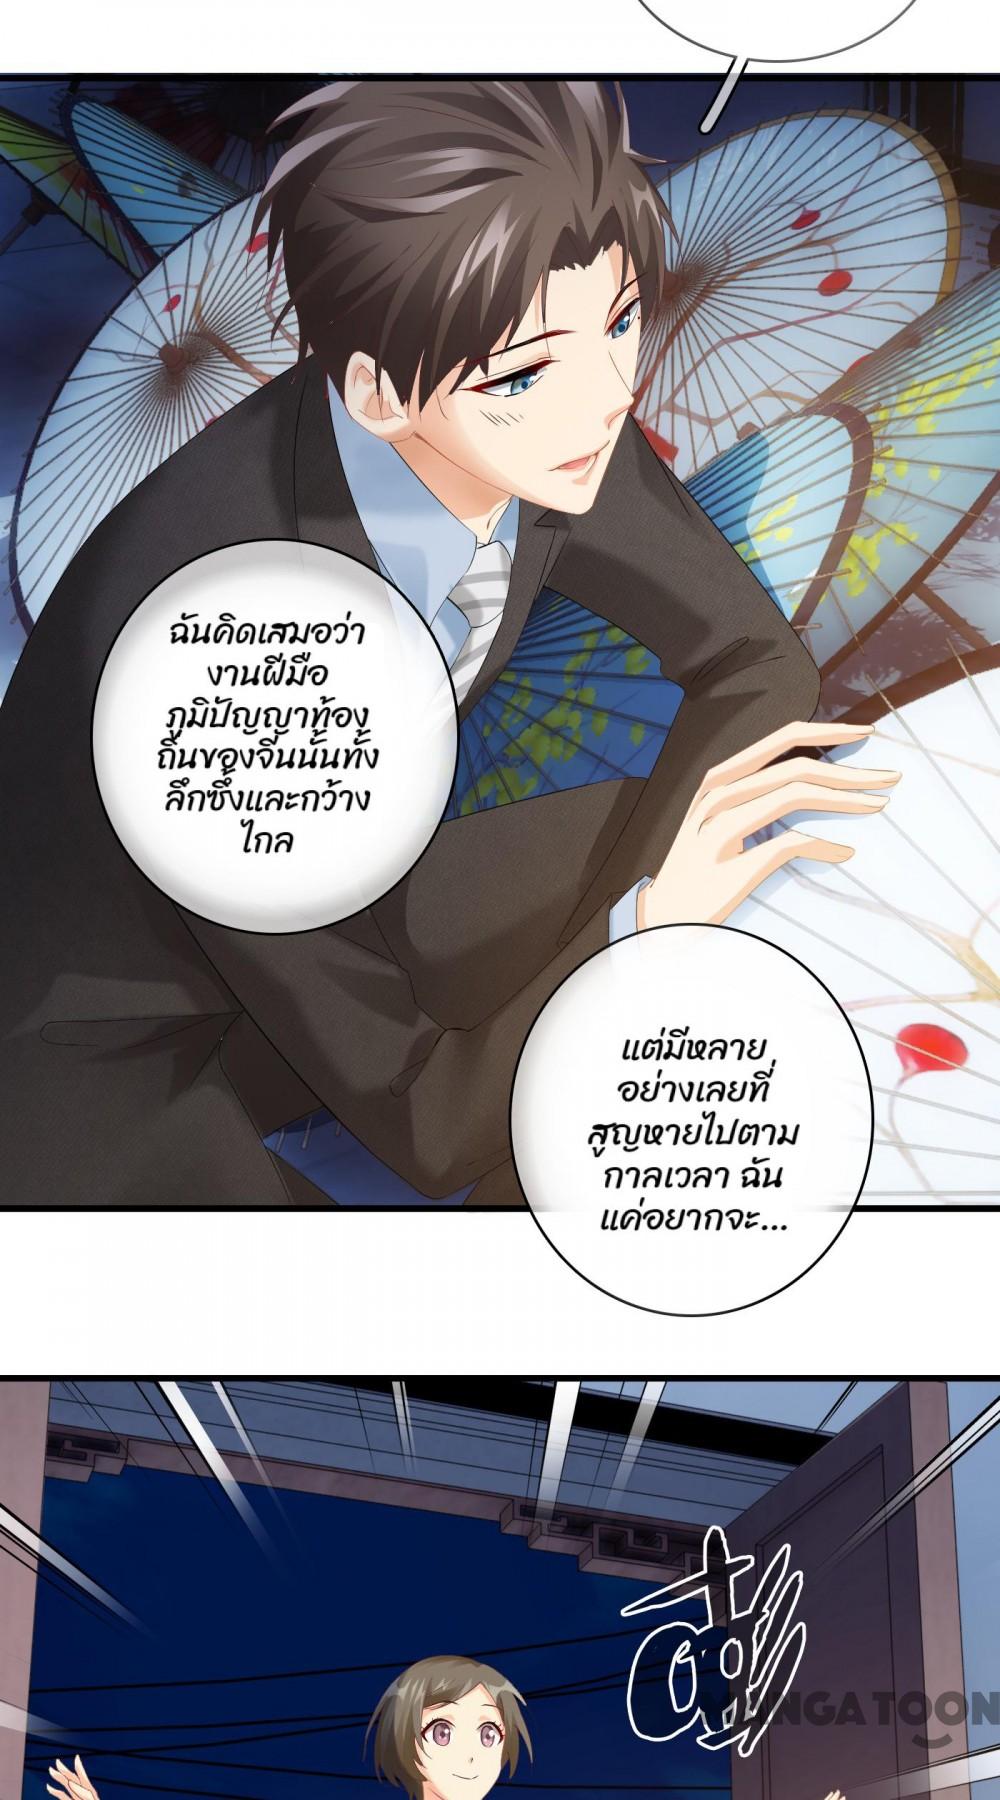 ฉันคิดเสมอว่า
งานฝีมือ
ภูมิปัญญาท้อง
ถิ่นของจีนนั้นทั้ง
ลึกซึ้งและกว้าง
ไกล
แต่มีหลาย
อย่างเลยที่
สูญหายไปตาม
กาลเวลา ฉัน
แค่อยากจะ...
MANGATOON